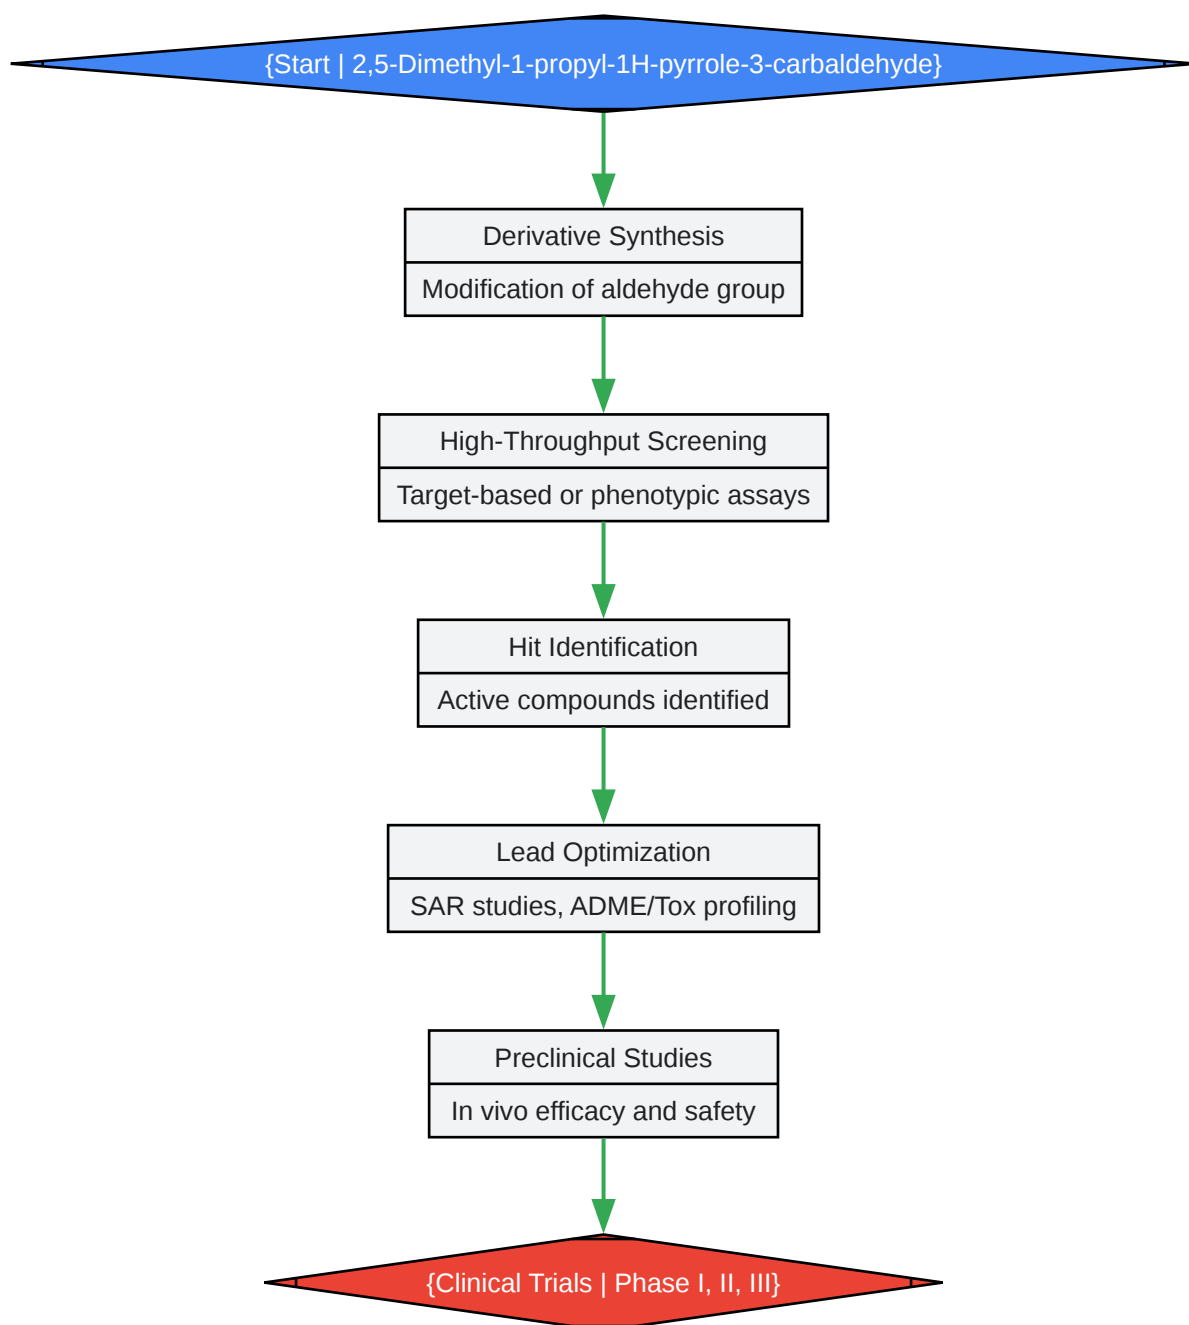 {Start | 2,5-Dimethyl-1-propyl-1H-pyrrole-3-carbaldehyde}
Derivative Synthesis
Modification of aldehyde group
High-Throughput Screening
Target-based or phenotypic assays
Hit Identification
Active compounds identified
Lead Optimization
SAR studies, ADME/Tox profiling
Preclinical Studies
In vivo efficacy and safety
{Clinical Trials | Phase I, II, III}